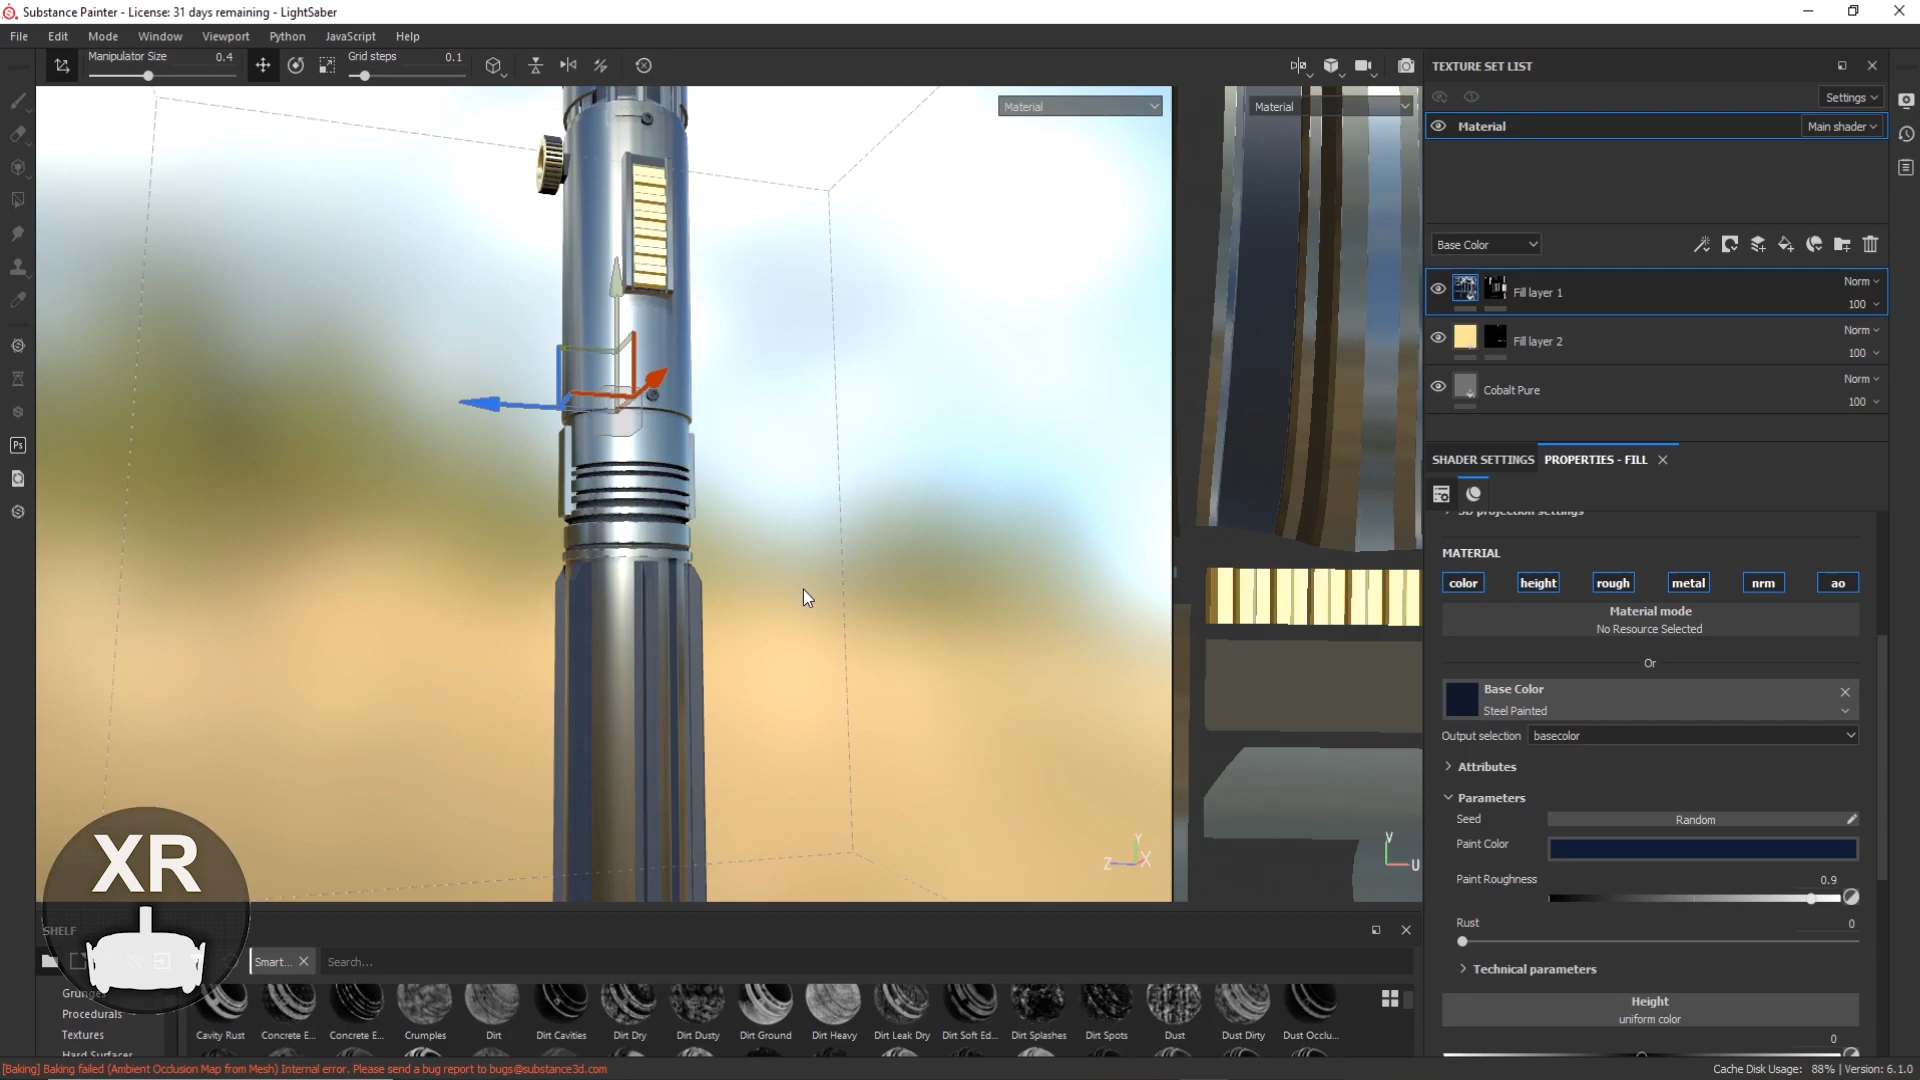 Substance Painter - License: 31 days remaining - LightSaber
File Edit Mode Window Viewport Python JavaScript Help
Manipulator Size 0.4
Grid steps 0.1
Material
Material
TEXTURE SET LIST
Settings
Material Main shader
Base Color
Fill layer 1 Norm 100
Fill layer 2 Norm 100
Cobalt Pure Norm 100
SHADER SETTINGS PROPERTIES - FILL
3D projection settings
MATERIAL
color height rough metal nrm ao
Material mode
No Resource Selected
Or
Base Color
Steel Painted
Output selection basecolor
Attributes
Parameters
Seed Random
Paint Color
Paint Roughness 0.9
Rust 0
Technical parameters
Height
uniform color
0
Y
Z X
V
U
Ps
XR
SHELF
Smart... Search...
Grunges
Procedurals
Textures
Hard Surfaces
Cavity Rust Concrete E... Concrete E... Crumples Dirt Dirt Cavities Dirt Dry Dirt Dusty Dirt Ground Dirt Heavy Dirt Leak Dry Dirt Soft Ed... Dirt Splashes Dirt Spots Dust Dust Dirty Dust Occlu...
[Baking] Baking failed (Ambient Occlusion Map from Mesh) Internal error. Please send a bug report to bugs@substance3d.com
Cache Disk Usage: 88% | Version: 6.1.0